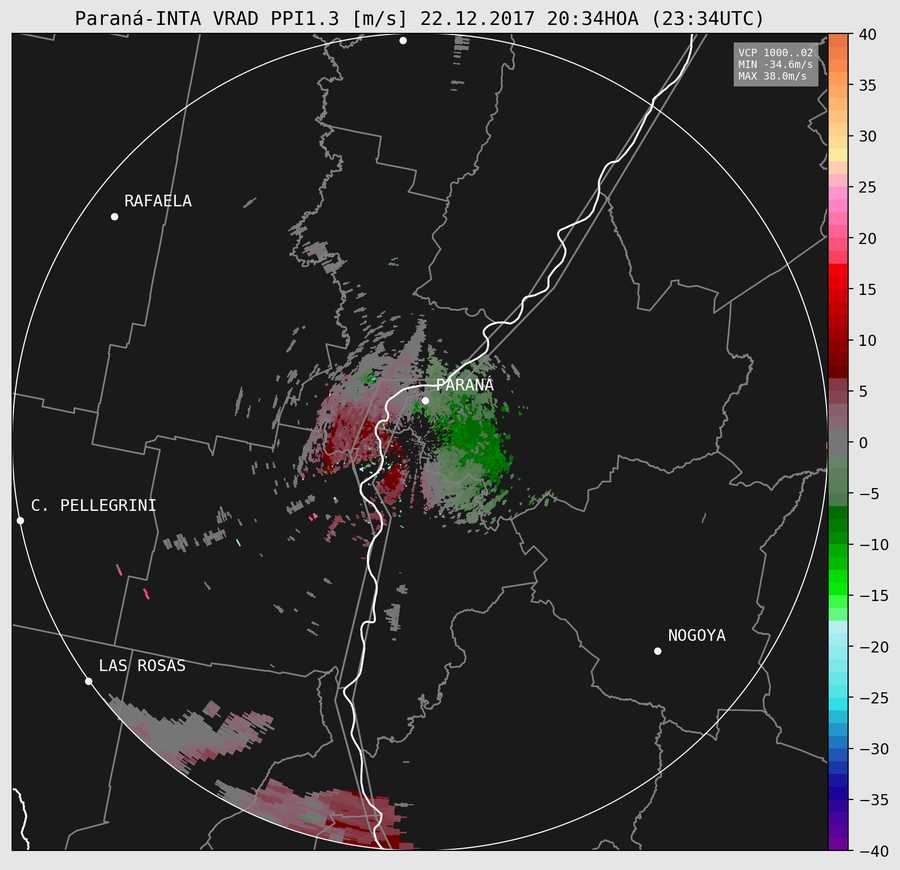 Paraná-INTA VRAD PPI1.3 [m/s] 22.12.2017 20:34HOA (23:34UTC)
VCP 1000..02
MIN -34.6m/s
MAX 38.0m/s
RAFAELA
PARANÁ
C. PELLEGRINI
NOGOYA
LAS ROSAS
40
35
30
25
20
15
10
5
0
−5
−10
−15
−20
−25
−30
−35
−40